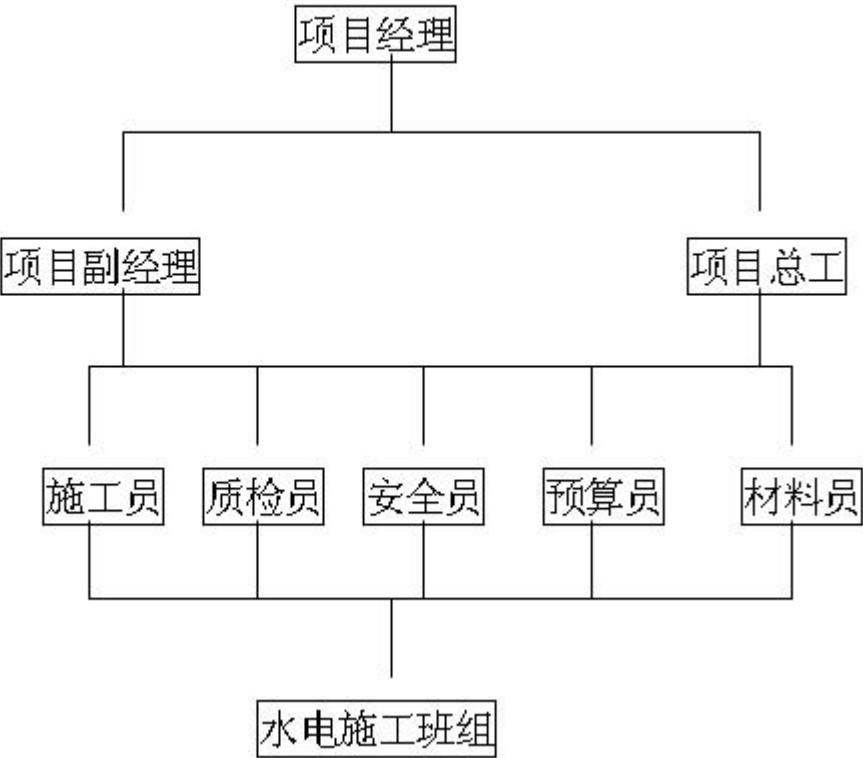 项目经理
项目副经理
项目总工
施工员
质检员
安全员
预算员
材料员
水电施工班组